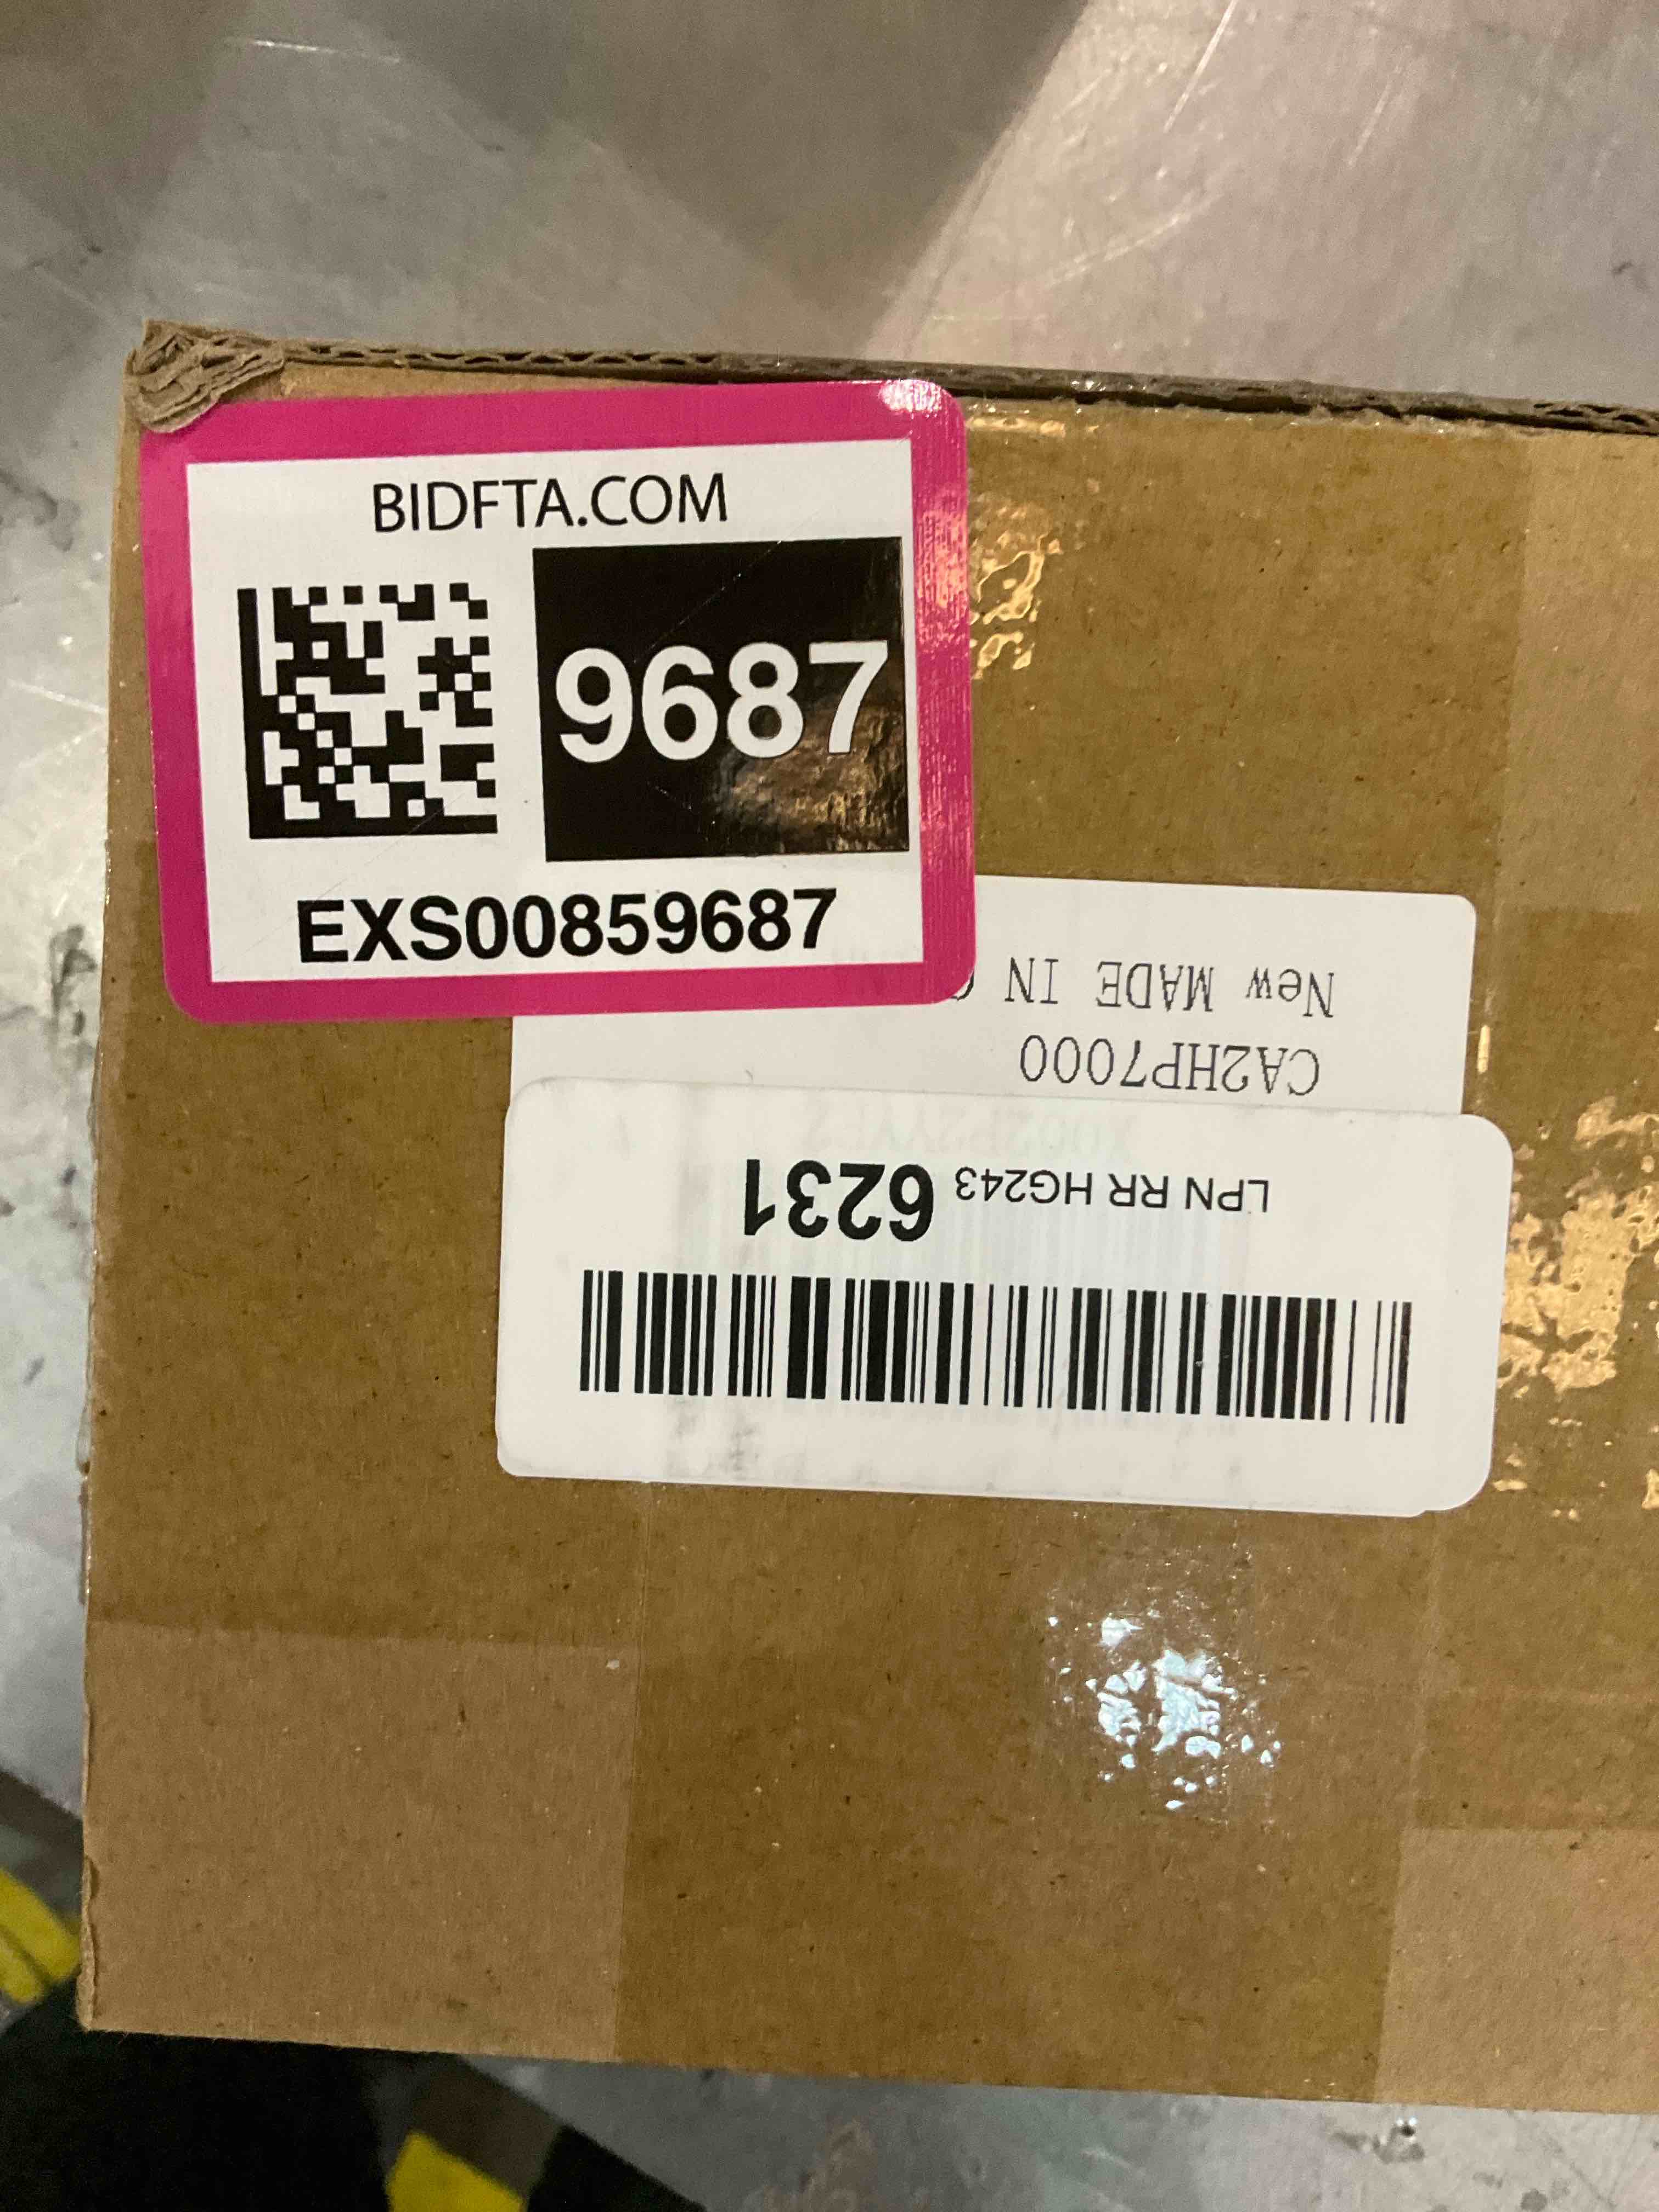 BIDFTA.COM
9687
EXS00859687
New MADE IN
CA2HP7000
LPN RR HG243 6231